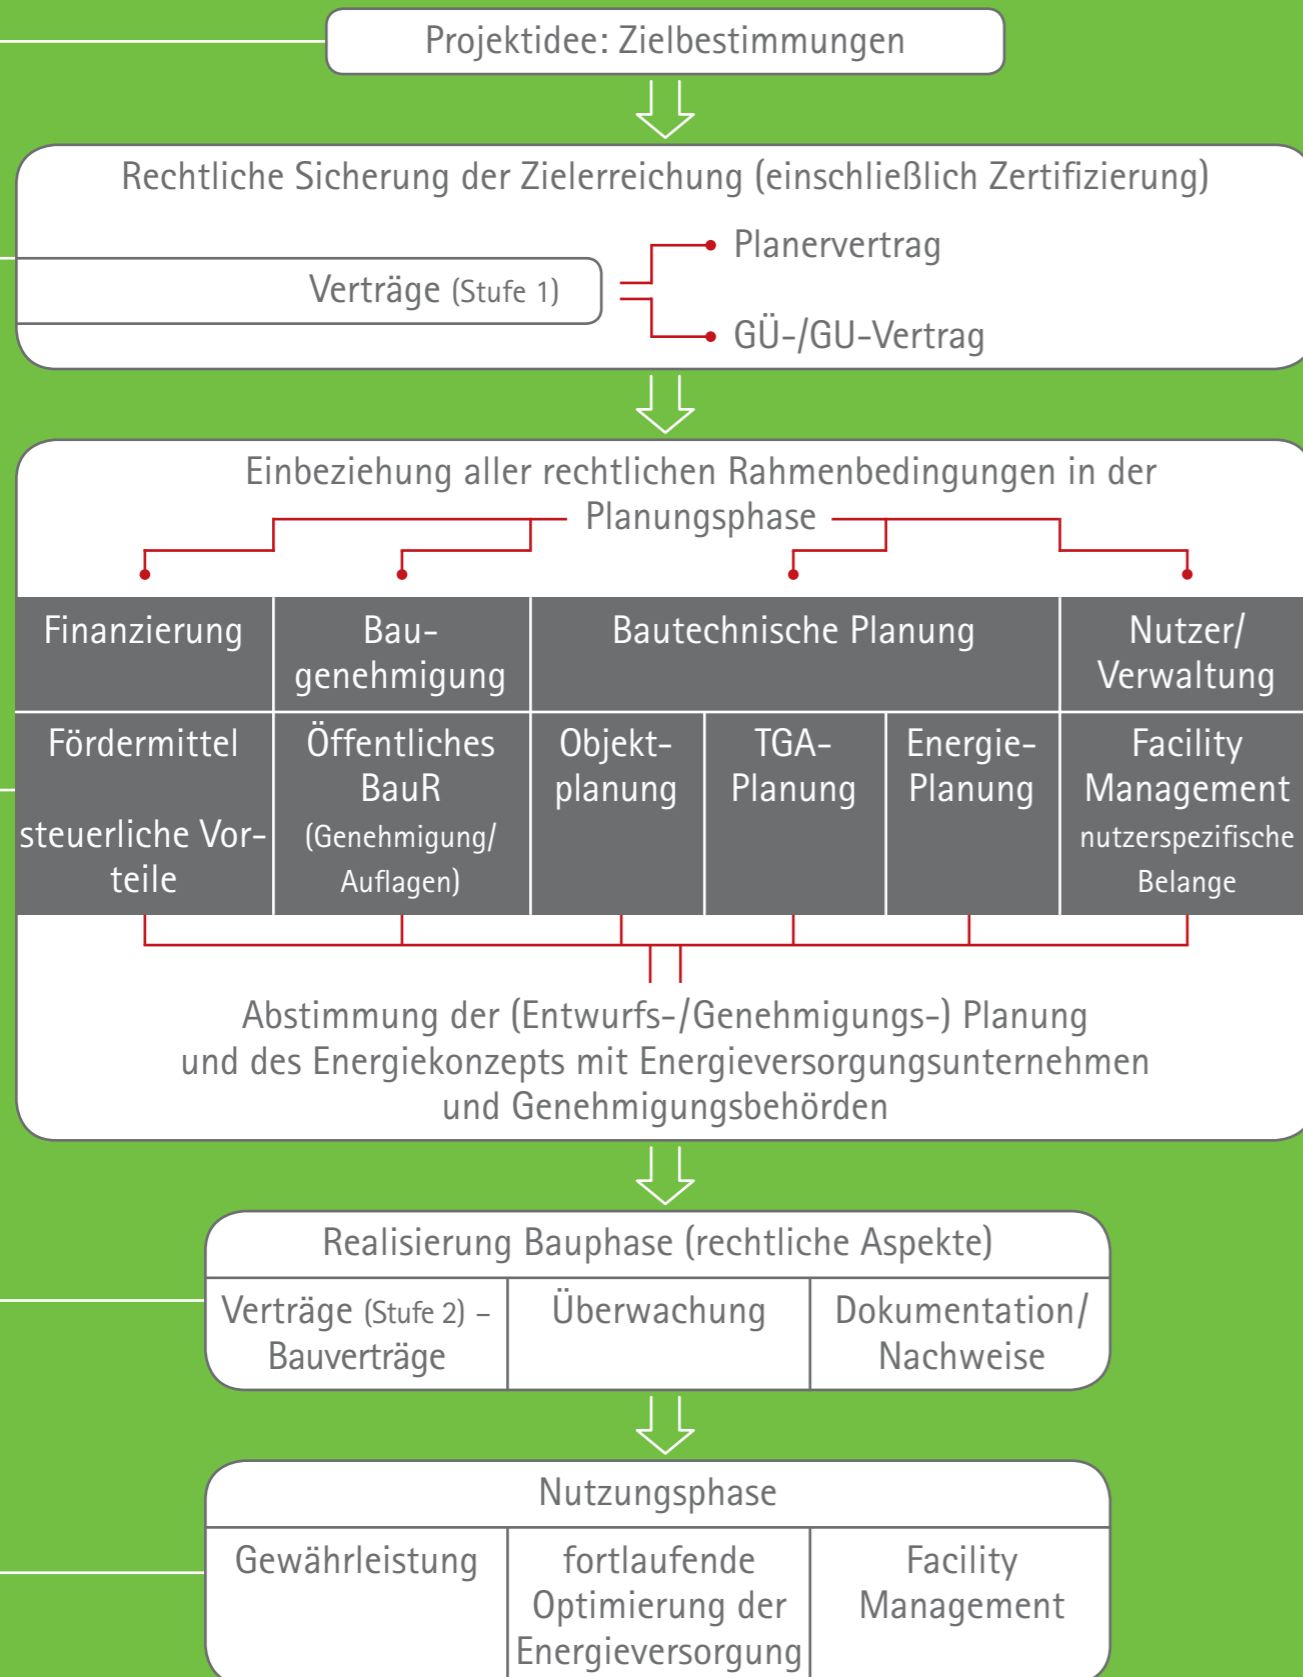 Projektidee: Zielbestimmungen
Rechtliche Sicherung der Zielerreichung (einschließlich Zertifizierung)
Planervertrag
Verträge (Stufe 1)
GÜ-/GU-Vertrag
Einbeziehung aller rechtlichen Rahmenbedingungen in der
Planungsphase
Finanzierung
Bau-
genehmigung
Bautechnische Planung
Nutzer/
Verwaltung
Fördermittel
steuerliche Vor-
teile
Öffentliches
BauR
(Genehmigung/
Auflagen)
Objekt-
planung
TGA-
Planung
Energie-
Planung
Facility
Management
nutzerspezifische
Belange
Abstimmung der (Entwurfs-/Genehmigungs-) Planung
und des Energiekonzepts mit Energieversorgungsunternehmen
und Genehmigungsbehörden
Realisierung Bauphase (rechtliche Aspekte)
Verträge (Stufe 2) –
Bauverträge
Überwachung
Dokumentation/
Nachweise
Nutzungsphase
Gewährleistung
fortlaufende
Optimierung der
Energieversorgung
Facility
Management